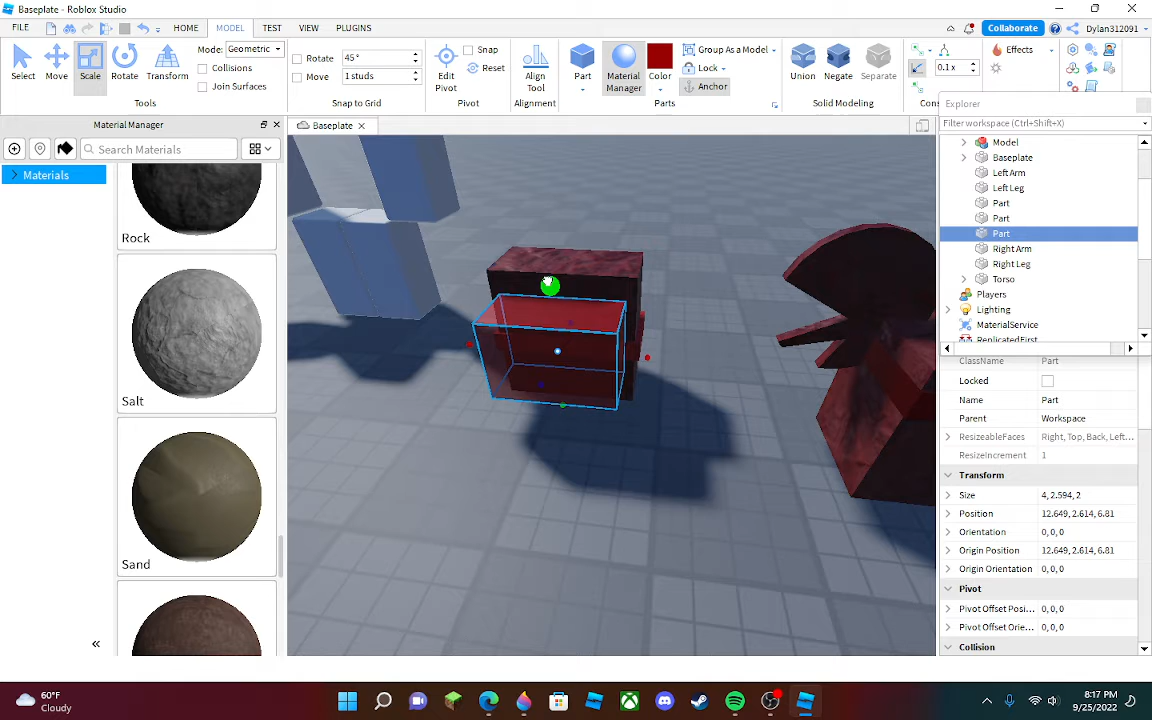 Baseplate - Roblox Studio
FILE HOME MODEL TEST VIEW PLUGINS Collaborate Dylan312091
Select Move Scale Rotate Transform
Mode: Geometric
Collisions
Join Surfaces
Tools
Rotate 45°
Move 1 studs
Snap to Grid
Edit Pivot
Snap
Reset
Pivot
Align Tool
Alignment
Part
Material Manager
Color
Group As a Model
Lock
Anchor
Parts
Union Negate Separate
Solid Modeling
0.1 x
Effects
Material Manager
Search Materials
Materials
Rock
Salt
Sand
Baseplate
Explorer
Filter workspace (Ctrl+Shift+X)
Model
Baseplate
Left Arm
Left Leg
Part
Part
Part
Right Arm
Right Leg
Torso
Players
Lighting
MaterialService
ReplicatedFirst
ClassName Part
Locked
Name Part
Parent Workspace
ResizeableFaces Right, Top, Back, Left...
ResizeIncrement 1
Transform
Size 4, 2.594, 2
Position 12.649, 2.614, 6.81
Orientation 0, 0, 0
Origin Position 12.649, 2.614, 6.81
Origin Orientation 0, 0, 0
Pivot
Pivot Offset Posi... 0, 0, 0
Pivot Offset Orie... 0, 0, 0
Collision
60°F
Cloudy
8:17 PM
9/25/2022